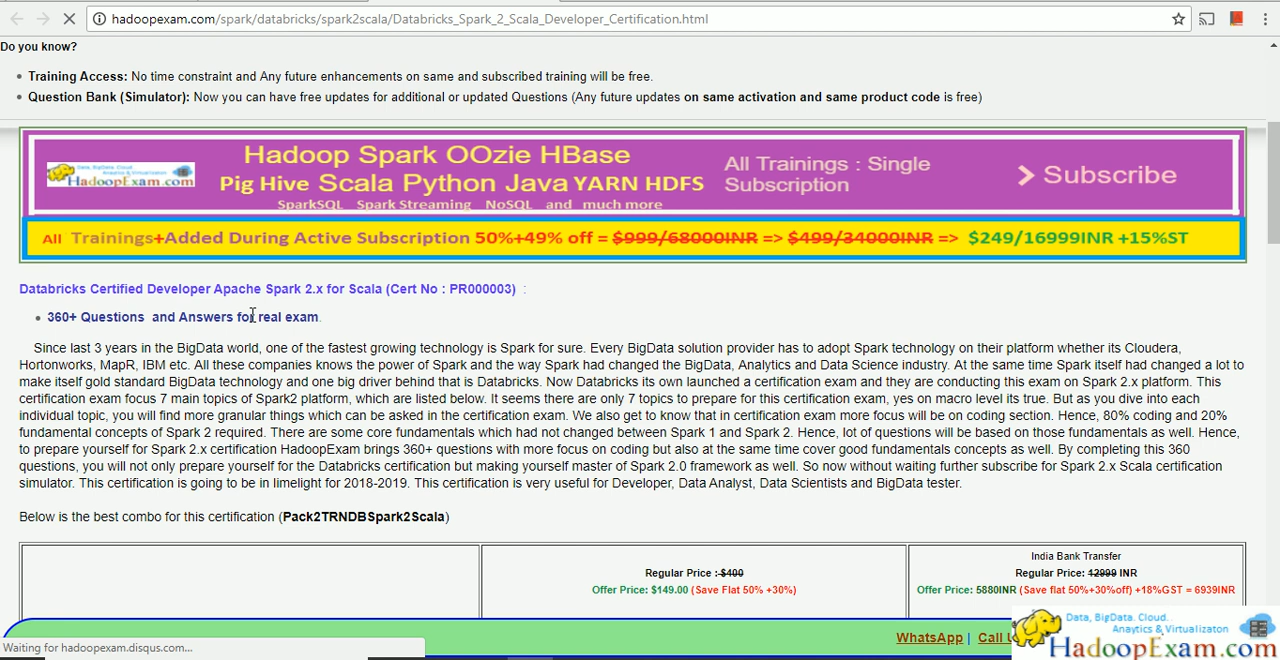 hadoopexam.com/spark/databricks/spark2scala/Databricks_Spark_2_Scala_Developer_Certification.html
Do you know?
Training Access: No time constraint and Any future enhancements on same and subscribed training will be free.
Question Bank (Simulator): Now you can have free updates for additional or updated Questions (Any future updates on same activation and same product code is free)
Data, BigData. Cloud.
Anaytics & Virtualizaton
HadoopExam.com
Hadoop Spark OOzie HBase
Pig Hive Scala Python Java YARN HDFS
SparkSQL Spark Streaming NoSQL and much more
All Trainings : Single
Subscription
> Subscribe
All Trainings+Added During Active Subscription 50%+49% off = $999/68000INR => $499/34000INR => $249/16999INR +15%ST
Databricks Certified Developer Apache Spark 2.x for Scala (Cert No : PR000003) :
360+ Questions and Answers for real exam.
Since last 3 years in the BigData world, one of the fastest growing technology is Spark for sure. Every BigData solution provider has to adopt Spark technology on their platform whether its Cloudera,
Hortonworks, MapR, IBM etc. All these companies knows the power of Spark and the way Spark had changed the BigData, Analytics and Data Science industry. At the same time Spark itself had changed a lot to
make itself gold standard BigData technology and one big driver behind that is Databricks. Now Databricks its own launched a certification exam and they are conducting this exam on Spark 2.x platform. This
certification exam focus 7 main topics of Spark2 platform, which are listed below. It seems there are only 7 topics to prepare for this certification exam, yes on macro level its true. But as you dive into each
individual topic, you will find more granular things which can be asked in the certification exam. We also get to know that in certification exam more focus will be on coding section. Hence, 80% coding and 20%
fundamental concepts of Spark 2 required. There are some core fundamentals which had not changed between Spark 1 and Spark 2. Hence, lot of questions will be based on those fundamentals as well. Hence,
to prepare yourself for Spark 2.x certification HadoopExam brings 360+ questions with more focus on coding but also at the same time cover good fundamentals concepts as well. By completing this 360
questions, you will not only prepare yourself for the Databricks certification but making yourself master of Spark 2.0 framework as well. So now without waiting further subscribe for Spark 2.x Scala certification
simulator. This certification is going to be in limelight for 2018-2019. This certification is very useful for Developer, Data Analyst, Data Scientists and BigData tester.
Below is the best combo for this certification (Pack2TRNDBSpark2Scala)
Regular Price : $400
Offer Price: $149.00 (Save Flat 50% +30%)
India Bank Transfer
Regular Price: 12999 INR
Offer Price: 5880INR (Save flat 50%+30%off) +18%GST = 6939INR
WhatsApp | Call
Waiting for hadoopexam.disqus.com...
Data, BigData. Cloud..
Anaytics & Virtualizaton
HadoopExam.com